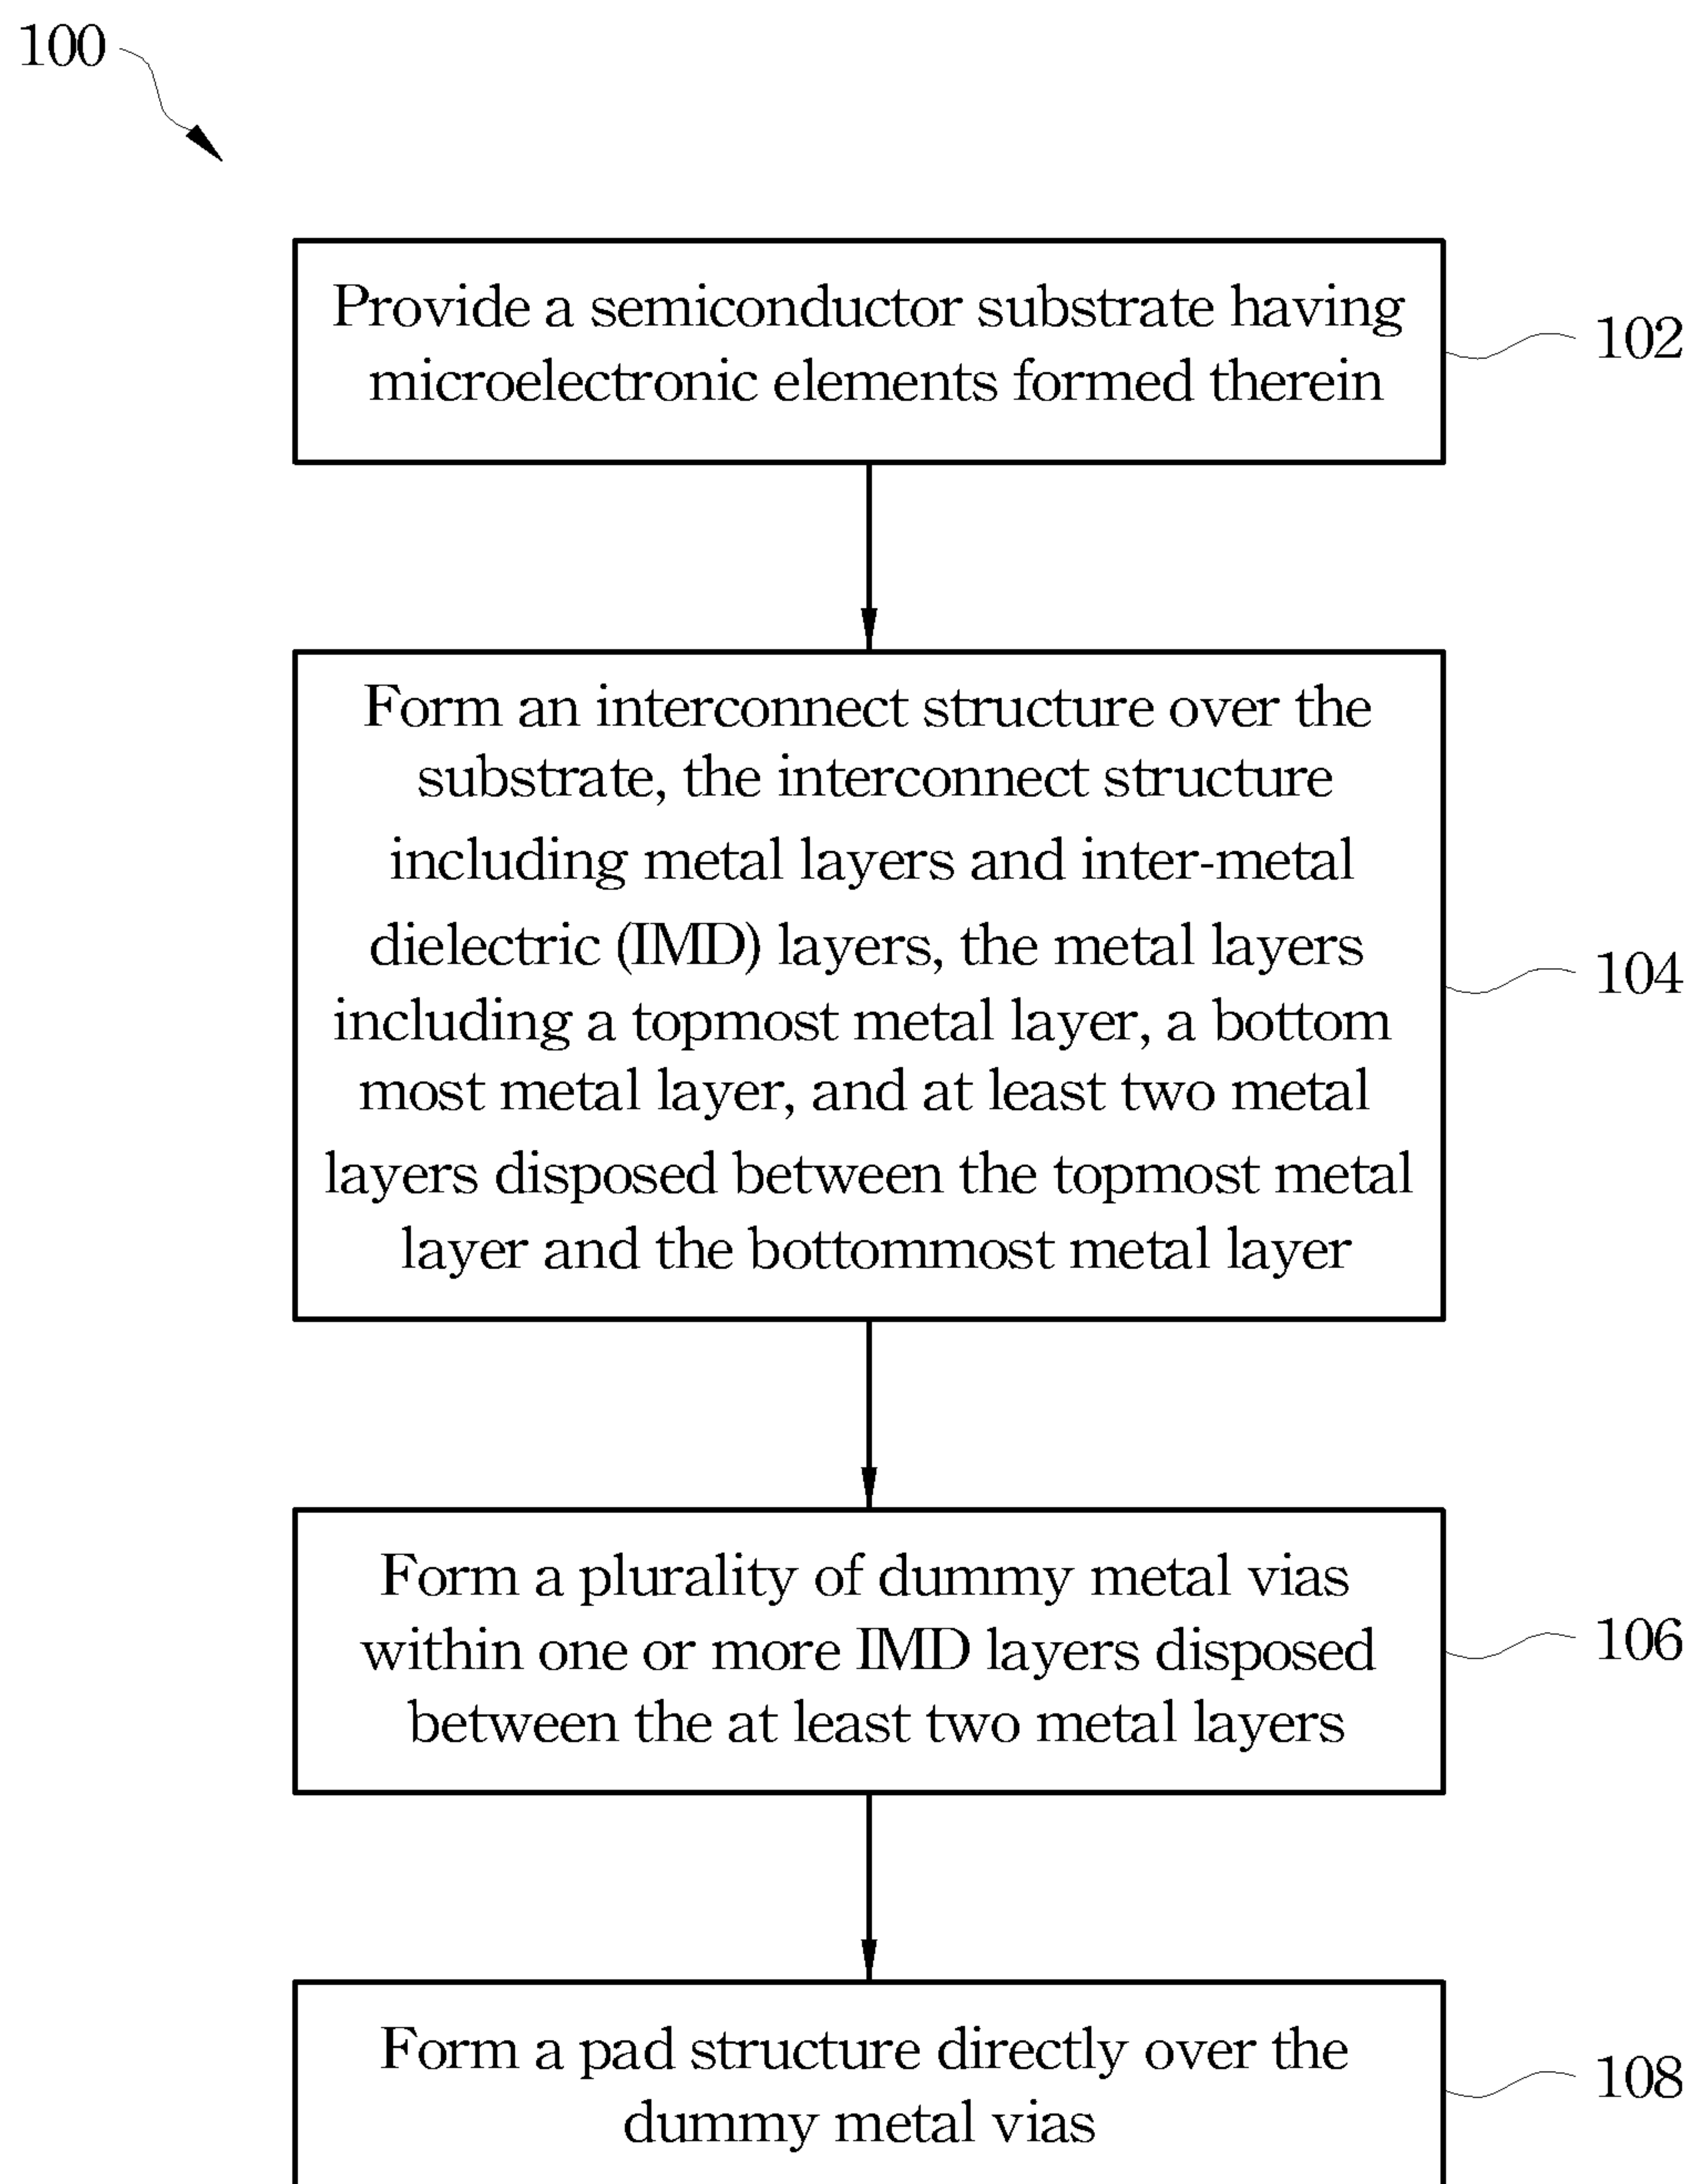 100
Provide a semiconductor substrate having
microelectronic elements formed therein
102
Form an interconnect structure over the
substrate, the interconnect structure
including metal layers and inter-metal
dielectric (IMD) layers, the metal layers
including a topmost metal layer, a bottom
most metal layer, and at least two metal
layers disposed between the topmost metal
layer and the bottommost metal layer
104
Form a plurality of dummy metal vias
within one or more IMD layers disposed
between the at least two metal layers
106
Form a pad structure directly over the
dummy metal vias
108